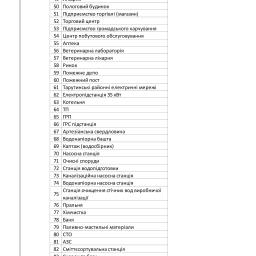 50 Пологовий будинок
51 Підприємство торгівлі (магазин)
52 Торговий центр
53 Підприємство громадського харчування
54 Центр побутового обслуговування
55 Аптека
56 Ветеринарна лабораторія
57 Ветеринарна лікарня
58 Ринок
59 Пожежне депо
60 Пожежний пост
61 Тарутинські районні електричні мережі
62 Електропідстанція 35 кВт
63 Котельня
64 ТП
65 ГРП
66 ГРС підстанція
67 Артезіанська свердловина
68 Водонапірна башта
69 Каптаж (водозбірник)
70 Насосна станція
71 Очисні споруди
72 Станція водопідготовки
73 Каналізаційна насосна станція
74 Водонапірна насосна станція
75 Станція очищення стічних вод виробничої
каналізації
76 Пральня
77 Хімчистка
78 Баня
79 Паливно-мастильні матеріали
80 СТО
81 АЗС
82 Сміттєсортувальна станція